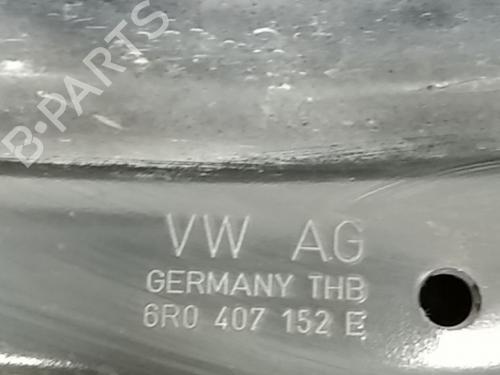 B-PARTS
VW AG
GERMANY THB
6R0 407 152 E